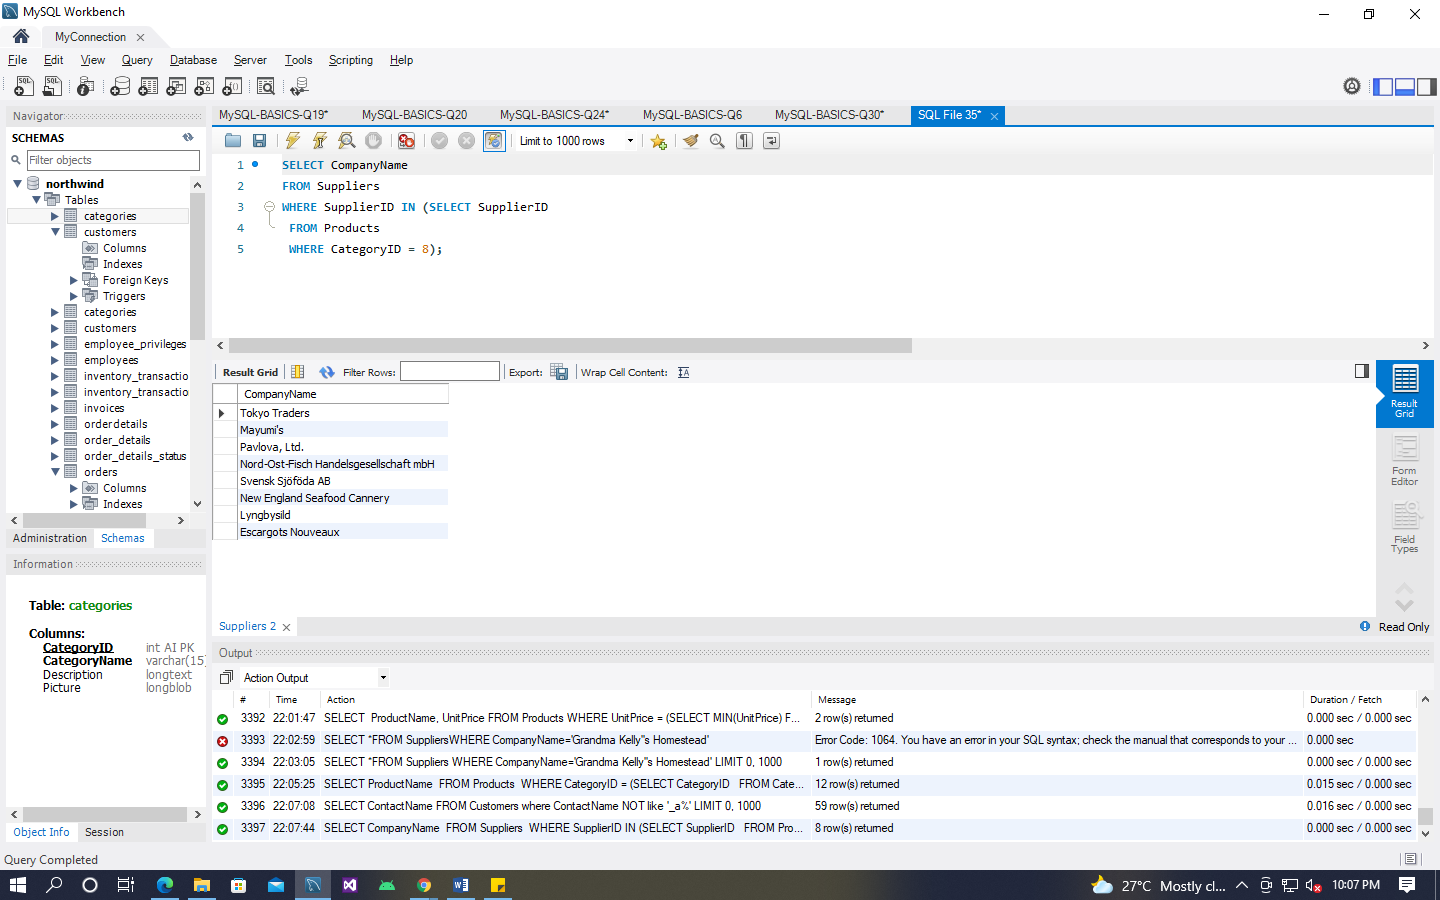 MySQL Workbench
MyConnection
File Edit View Query Database Server Tools Scripting Help
Navigator
SCHEMAS
Filter objects
northwind
Tables
categories
customers
Columns
Indexes
Foreign Keys
Triggers
categories
customers
employee_privileges
employees
inventory_transactio
inventory_transactio
invoices
orderdetails
order_details
order_details_status
orders
Columns
Indexes
Administration Schemas
Information
Table: categories
Columns:
CategoryID int AI PK
CategoryName varchar(15)
Description longtext
Picture longblob
Object Info Session
MySQL-BASICS-Q19* MySQL-BASICS-Q20 MySQL-BASICS-Q24* MySQL-BASICS-Q6 MySQL-BASICS-Q30* SQL File 35*
Limit to 1000 rows
1 SELECT CompanyName
2 FROM Suppliers
3 WHERE SupplierID IN (SELECT SupplierID
4 FROM Products
5 WHERE CategoryID = 8);
Result Grid Filter Rows: Export: Wrap Cell Content:
CompanyName
Tokyo Traders
Mayumi's
Pavlova, Ltd.
Nord-Ost-Fisch Handelsgesellschaft mbH
Svensk Sjöföda AB
New England Seafood Cannery
Lyngbysild
Escargots Nouveaux
Result
Grid
Form
Editor
Field
Types
Suppliers 2
Read Only
Output
Action Output
# Time Action Message Duration / Fetch
3392 22:01:47 SELECT ProductName, UnitPrice FROM Products WHERE UnitPrice = (SELECT MIN(UnitPrice) F... 2 row(s) returned 0.000 sec / 0.000 sec
3393 22:02:59 SELECT *FROM SuppliersWHERE CompanyName='Grandma Kelly''s Homestead' Error Code: 1064. You have an error in your SQL syntax; check the manual that corresponds to your ... 0.000 sec
3394 22:03:05 SELECT *FROM Suppliers WHERE CompanyName='Grandma Kelly''s Homestead' LIMIT 0, 1000 1 row(s) returned 0.000 sec / 0.000 sec
3395 22:05:25 SELECT ProductName FROM Products WHERE CategoryID = (SELECT CategoryID FROM Cate... 12 row(s) returned 0.015 sec / 0.000 sec
3396 22:07:08 SELECT ContactName FROM Customers where ContactName NOT like '_a%' LIMIT 0, 1000 59 row(s) returned 0.016 sec / 0.000 sec
3397 22:07:44 SELECT CompanyName FROM Suppliers WHERE SupplierID IN (SELECT SupplierID FROM Pro... 8 row(s) returned 0.000 sec / 0.000 sec
Query Completed
27°C Mostly cl... 10:07 PM